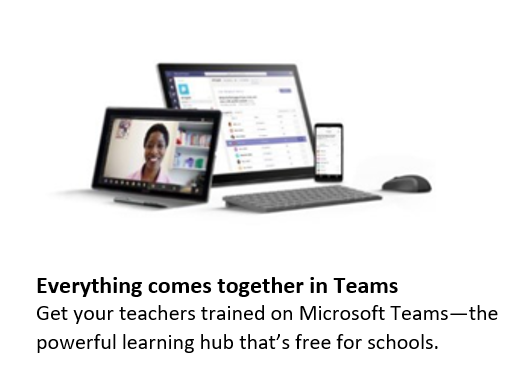 Everything comes together in Teams
Get your teachers trained on Microsoft Teams—the
powerful learning hub that’s free for schools.